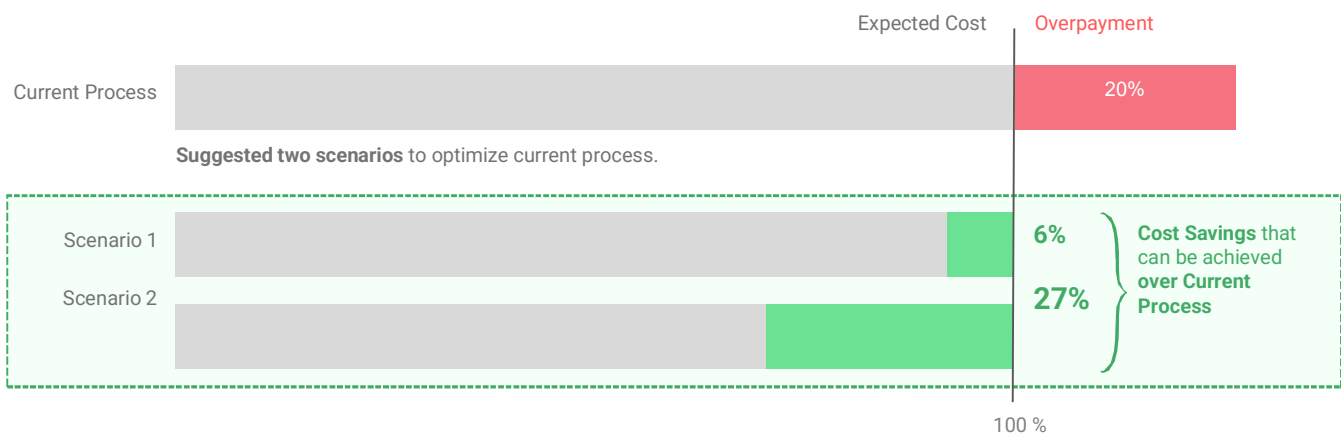 Expected Cost
Overpayment
Current Process
20%
Suggested two scenarios to optimize current process.
Scenario 1
6%
Scenario 2
27%
Cost Savings that
can be achieved
over Current
Process
100 %